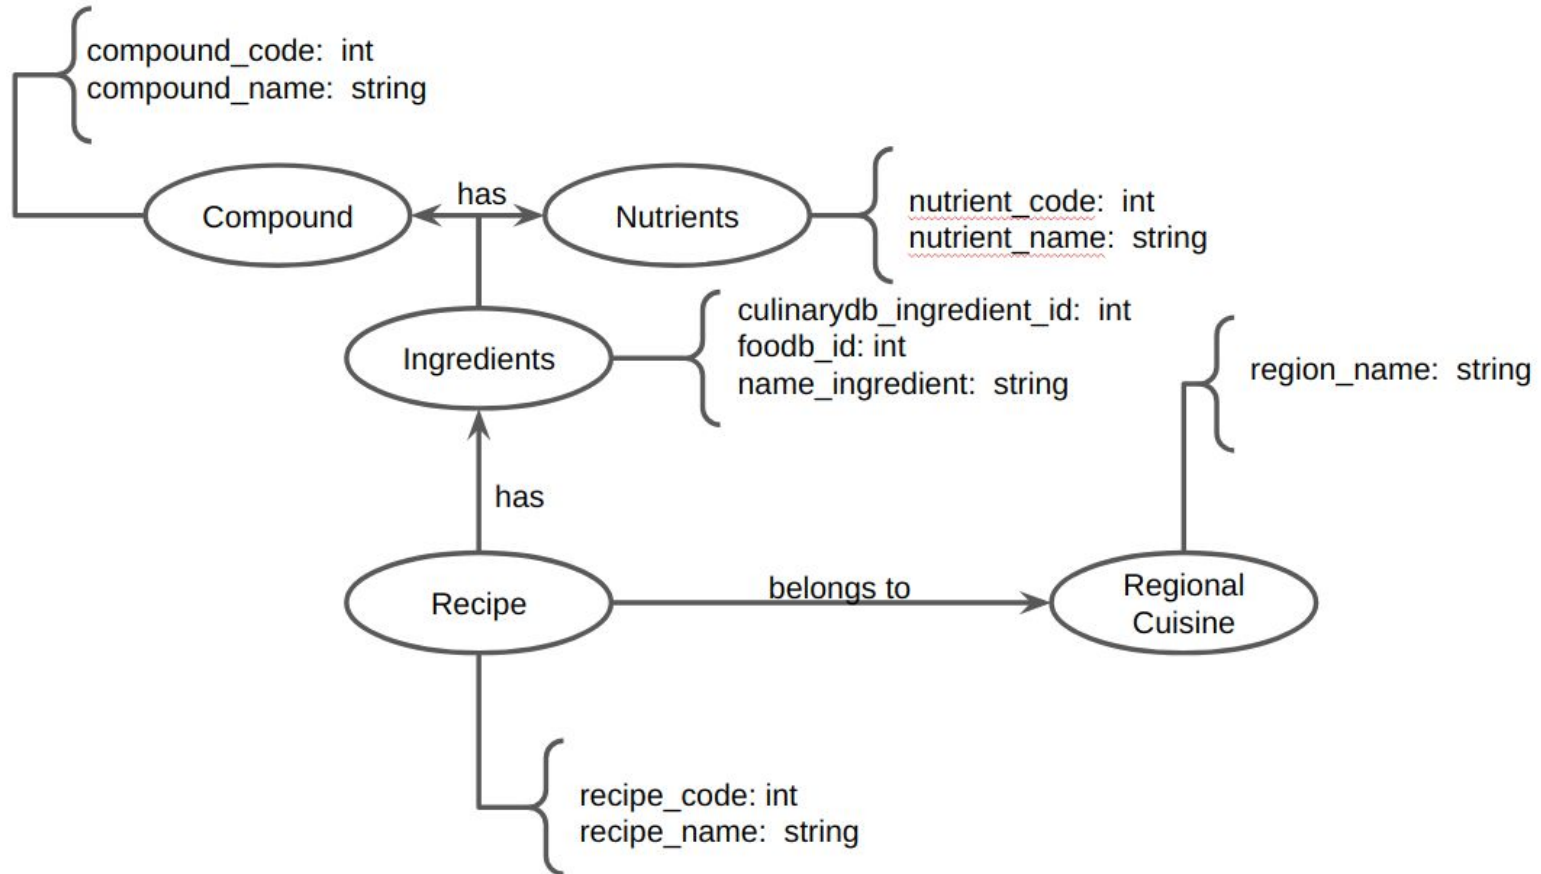 compound_code:  int
compound_name:  string
has
Compound
Nutrients
nutrient_code:  int
nutrient_name:  string
Ingredients
culinarydb_ingredient_id:  int
foodb_id: int
name_ingredient:  string
region_name:  string
has
Recipe
belongs to
Regional
Cuisine
recipe_code: int
recipe_name:  string